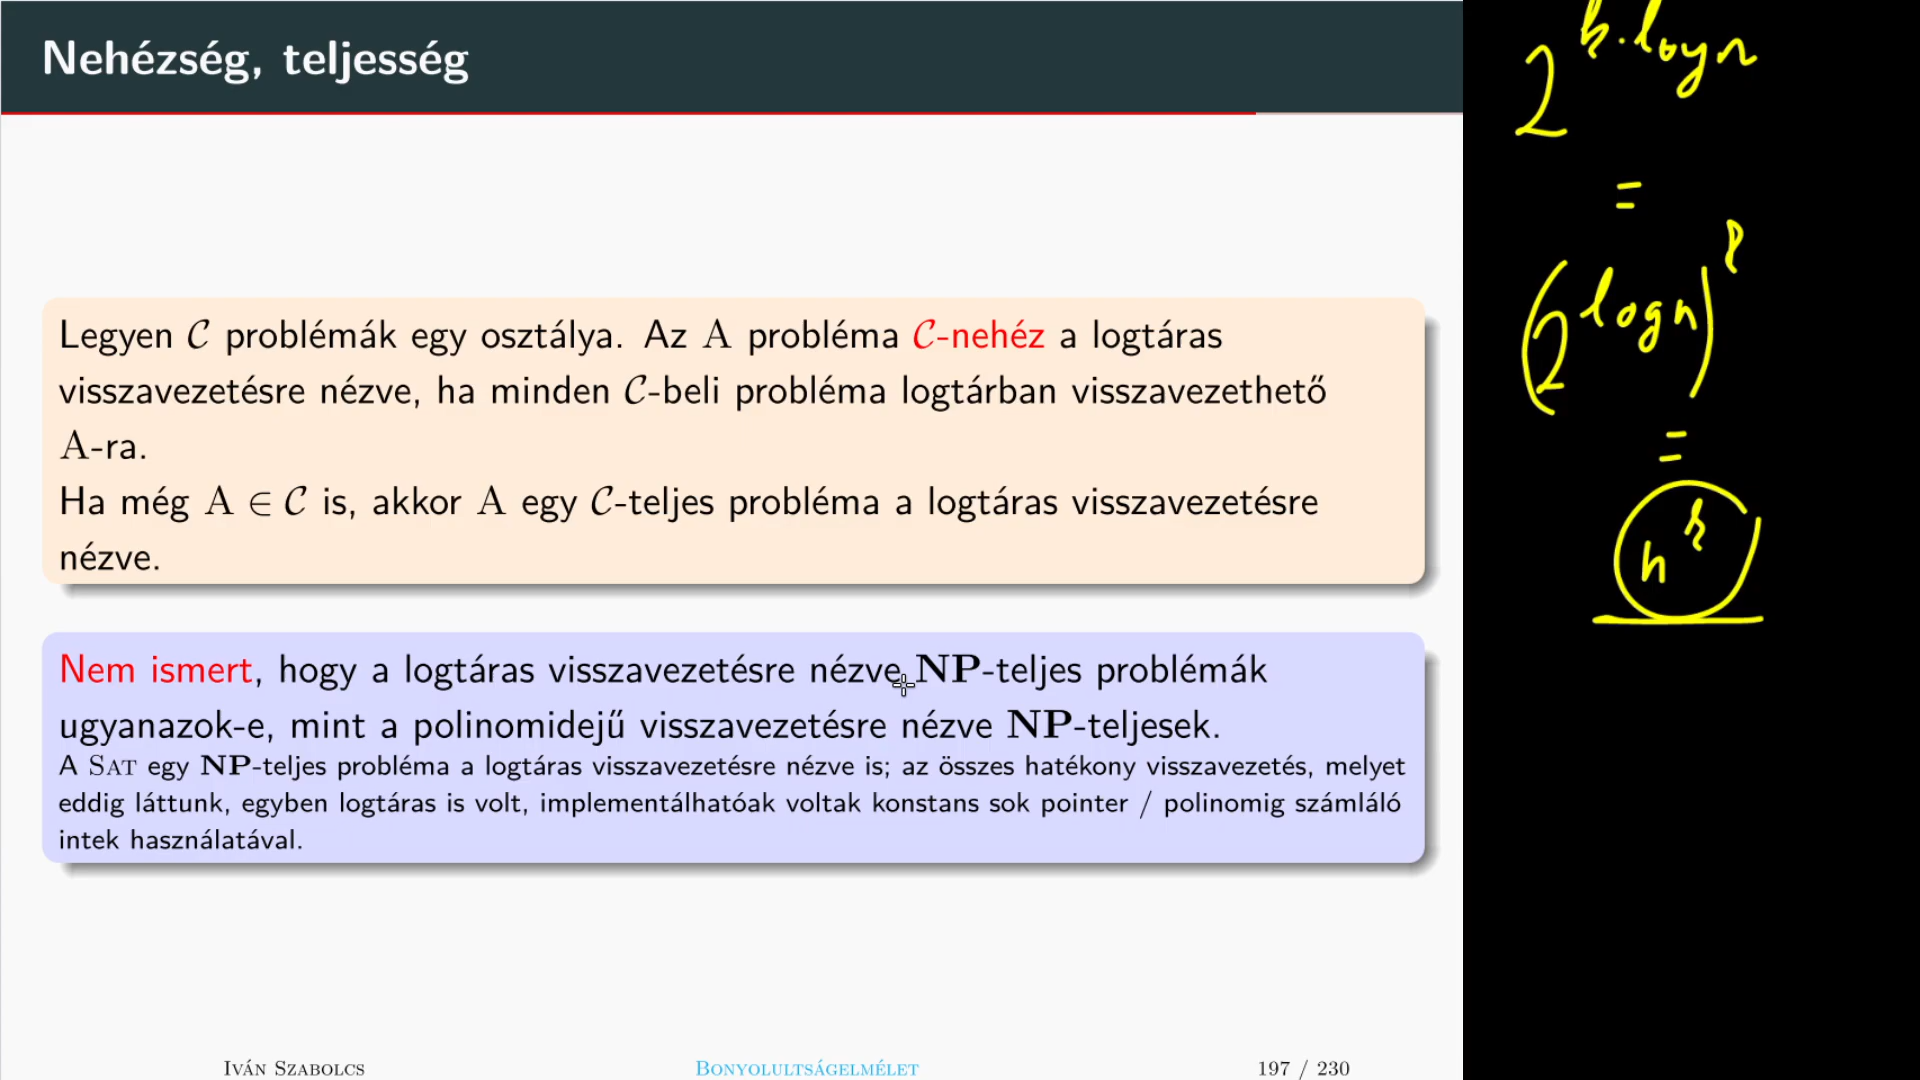 Nehézség, teljesség
Legyen 𝒞 problémák egy osztálya. Az A probléma 𝒞-nehéz a logtáras
visszavezetésre nézve, ha minden 𝒞-beli probléma logtárban visszavezethető
A-ra.
Ha még A ∈ 𝒞 is, akkor A egy 𝒞-teljes probléma a logtáras visszavezetésre
nézve.
Nem ismert, hogy a logtáras visszavezetésre nézve NP-teljes problémák
ugyanazok-e, mint a polinomidejű visszavezetésre nézve NP-teljesek.
A SAT egy NP-teljes probléma a logtáras visszavezetésre nézve is; az összes hatékony visszavezetés, melyet
eddig láttunk, egyben logtáras is volt, implementálhatóak voltak konstans sok pointer / polinomig számláló
intek használatával.
IVÁN SZABOLCS BONYOLULTSÁGELMÉLET 197 / 230
2^{k·log n}
=
(2^{log n})^k
=
n^k